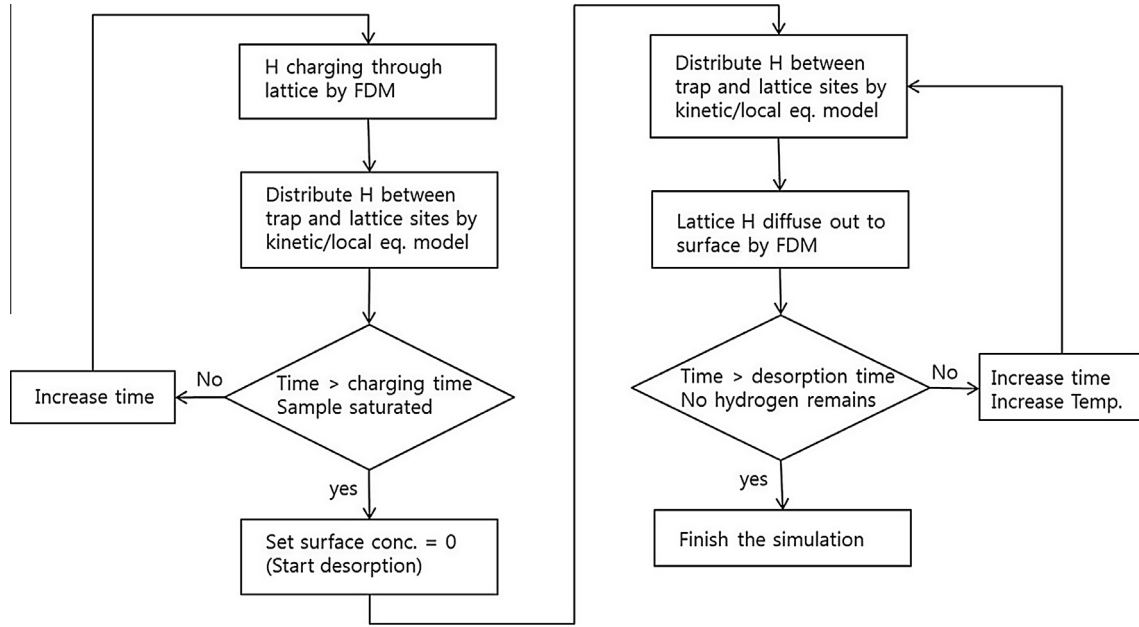 H charging through
lattice by FDM
Distribute H between
trap and lattice sites by
kinetic/local eq. model
Time > charging time
Sample saturated
No
Increase time
yes
Set surface conc. = 0
(Start desorption)
Distribute H between
trap and lattice sites by
kinetic/local eq. model
Lattice H diffuse out to
surface by FDM
Time > desorption time
No hydrogen remains
No
Increase time
Increase Temp.
yes
Finish the simulation